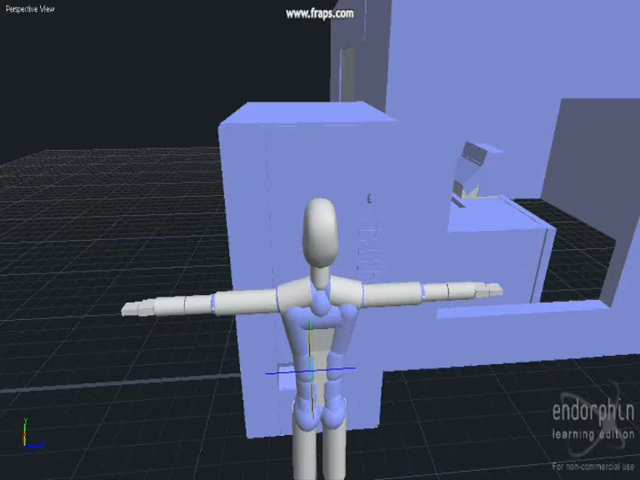 Perspective View
www.fraps.com
endorphin
learning edition
For non-commercial use